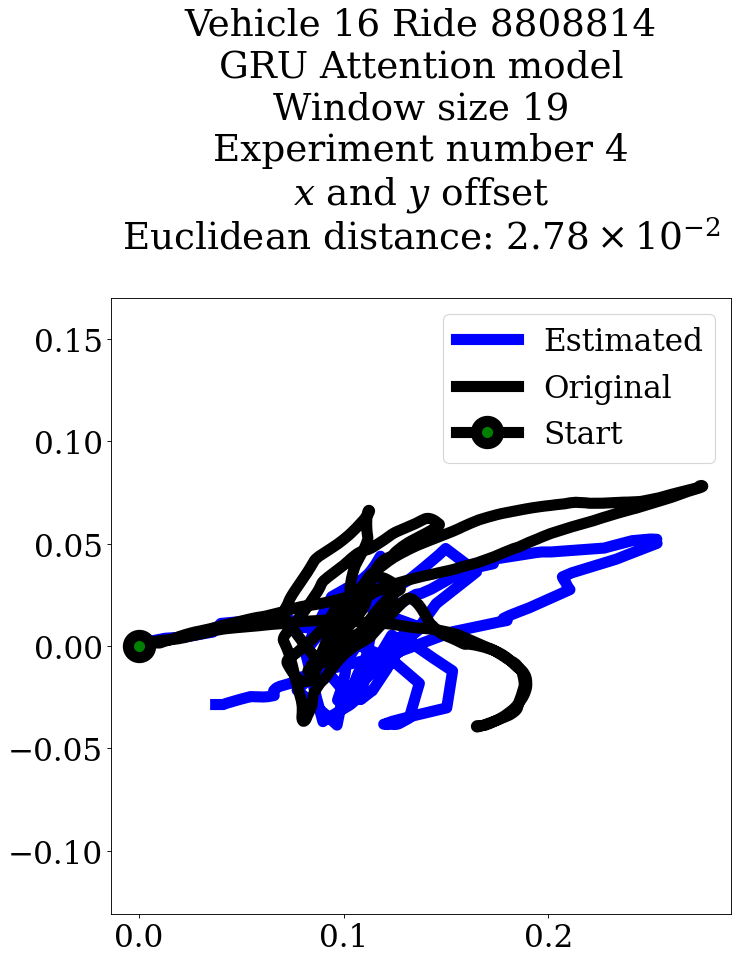 Vehicle 16 Ride 8808814
GRU Attention model
Window size 19
Experiment number 4
x and y offset
Euclidean distance: 2.78 × 10⁻²
Estimated
Original
Start
0.15
0.10
0.05
0.00
−0.05
−0.10
0.0 0.1 0.2